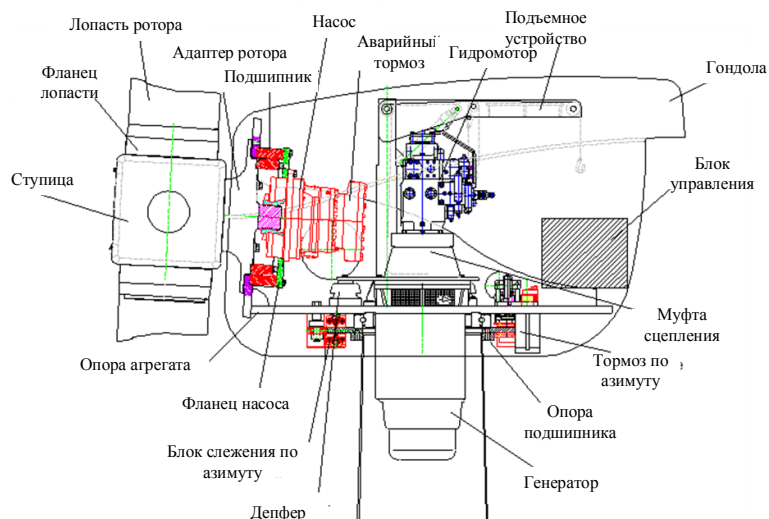 Лопасть ротора
Насос
Подъемное
устройство
Адаптер ротора
Аварийный
тормоз
Гидромотор
Фланец
лопасти
Подшипник
Гондола
Ступица
Блок
управления
Муфта
сцепления
Опора агрегата
Тормоз по
азимуту
Фланец насоса
Опора
подшипника
Блок слежения по
азимуту
Генератор
Депфер